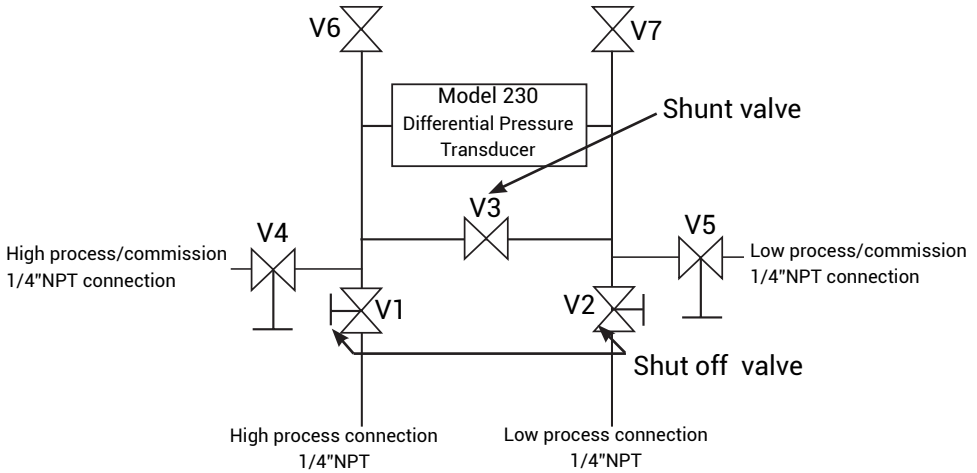 V6
V7
Model 230
Differential Pressure
Transducer
Shunt valve
V3
V4
V5
High process/commission
1/4"NPT connection
Low process/commission
1/4"NPT connection
V1
V2
Shut off valve
High process connection
1/4"NPT
Low process connection
1/4"NPT